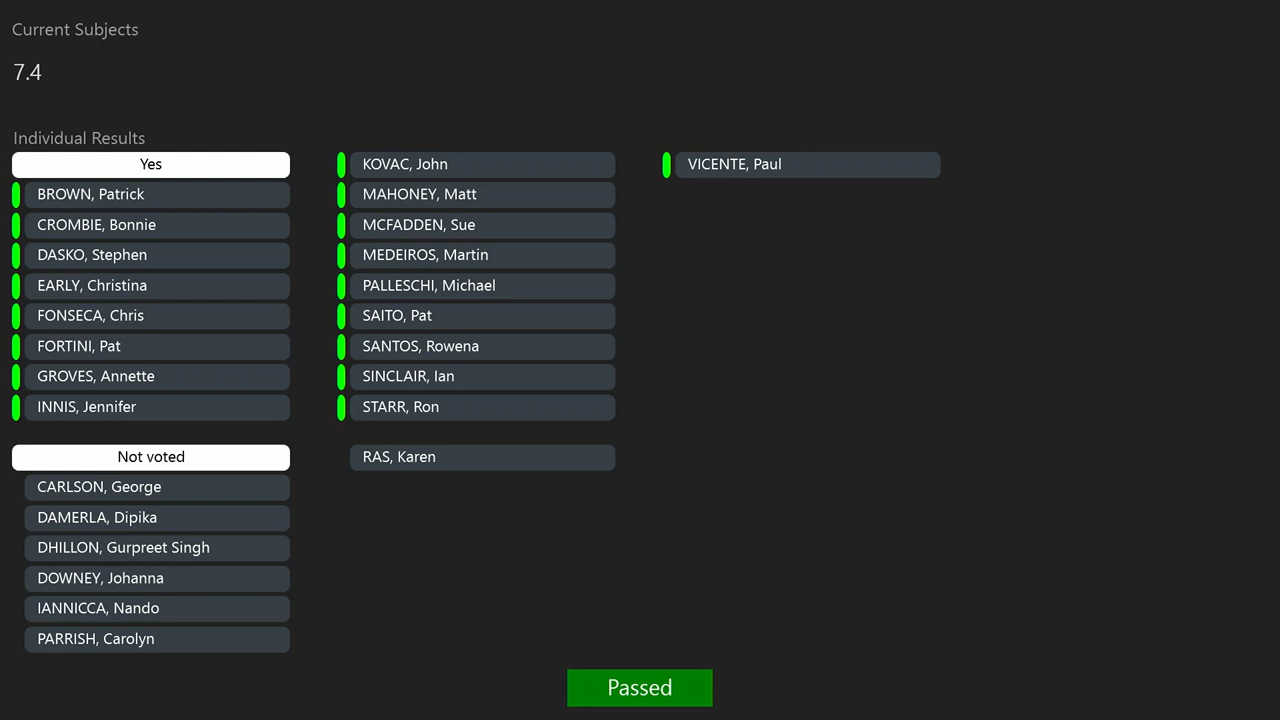 Current Subjects
7.4
Individual Results
Yes
BROWN, Patrick
CROMBIE, Bonnie
DASKO, Stephen
EARLY, Christina
FONSECA, Chris
FORTINI, Pat
GROVES, Annette
INNIS, Jennifer
KOVAC, John
MAHONEY, Matt
MCFADDEN, Sue
MEDEIROS, Martin
PALLESCHI, Michael
SAITO, Pat
SANTOS, Rowena
SINCLAIR, Ian
STARR, Ron
VICENTE, Paul
Not voted
CARLSON, George
DAMERLA, Dipika
DHILLON, Gurpreet Singh
DOWNEY, Johanna
IANNICCA, Nando
PARRISH, Carolyn
RAS, Karen
Passed